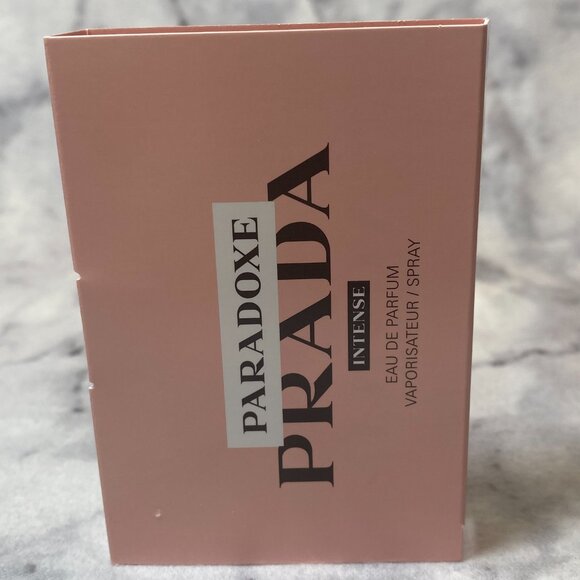 PARADOXE
PRADA
INTENSE
EAU DE PARFUM
VAPORISATEUR / SPRAY